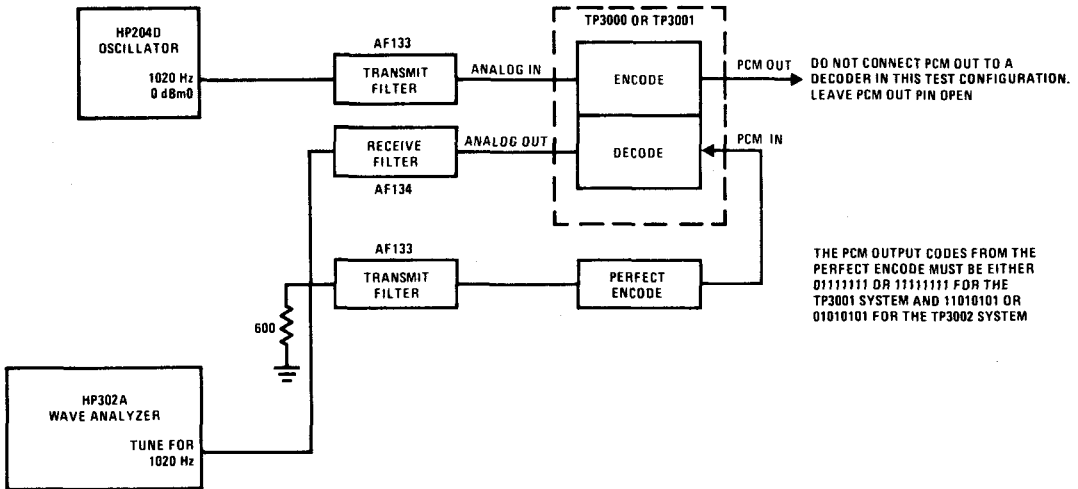 HP204D
OSCILLATOR
1020 Hz
0 dBm0
AF133
TRANSMIT
FILTER
ANALOG IN
TP3000 OR TP3001
ENCODE
PCM OUT
DO NOT CONNECT PCM OUT TO A
DECODER IN THIS TEST CONFIGURATION.
LEAVE PCM OUT PIN OPEN
RECEIVE
FILTER
AF134
ANALOG OUT
DECODE
PCM IN
AF133
TRANSMIT
FILTER
PERFECT
ENCODE
600
THE PCM OUTPUT CODES FROM THE
PERFECT ENCODE MUST BE EITHER
01111111 OR 11111111 FOR THE
TP3001 SYSTEM AND 11010101 OR
01010101 FOR THE TP3002 SYSTEM
HP302A
WAVE ANALYZER
TUNE FOR
1020 Hz